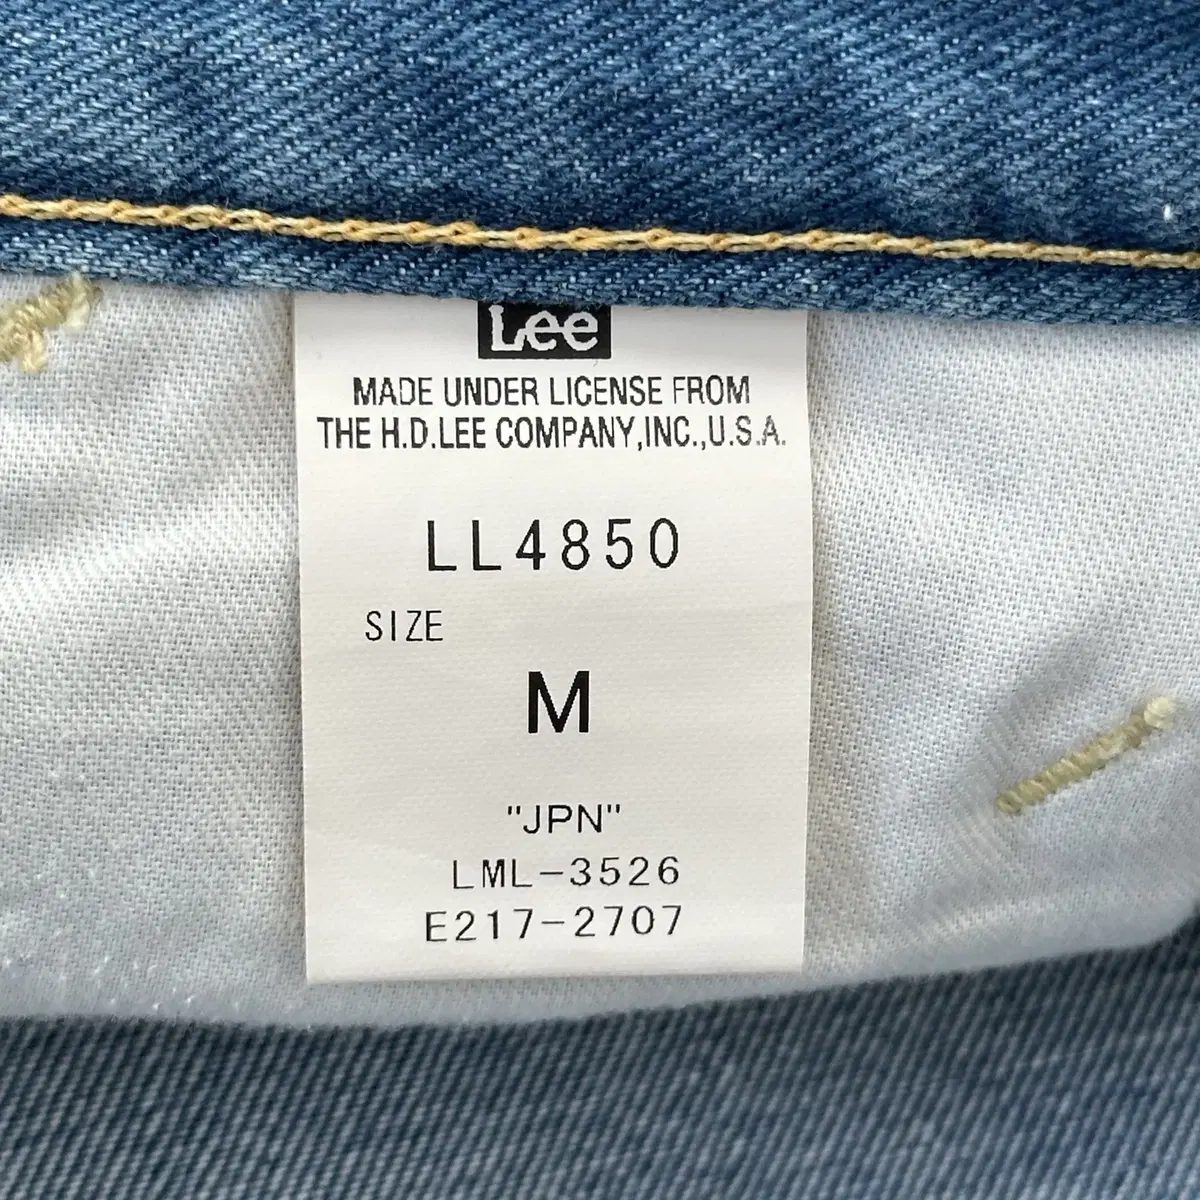 Lee
MADE UNDER LICENSE FROM
THE H.D.LEE COMPANY,INC.,U.S.A.
LL4850
SIZE
M
"JPN"
LML-3526
E217-2707